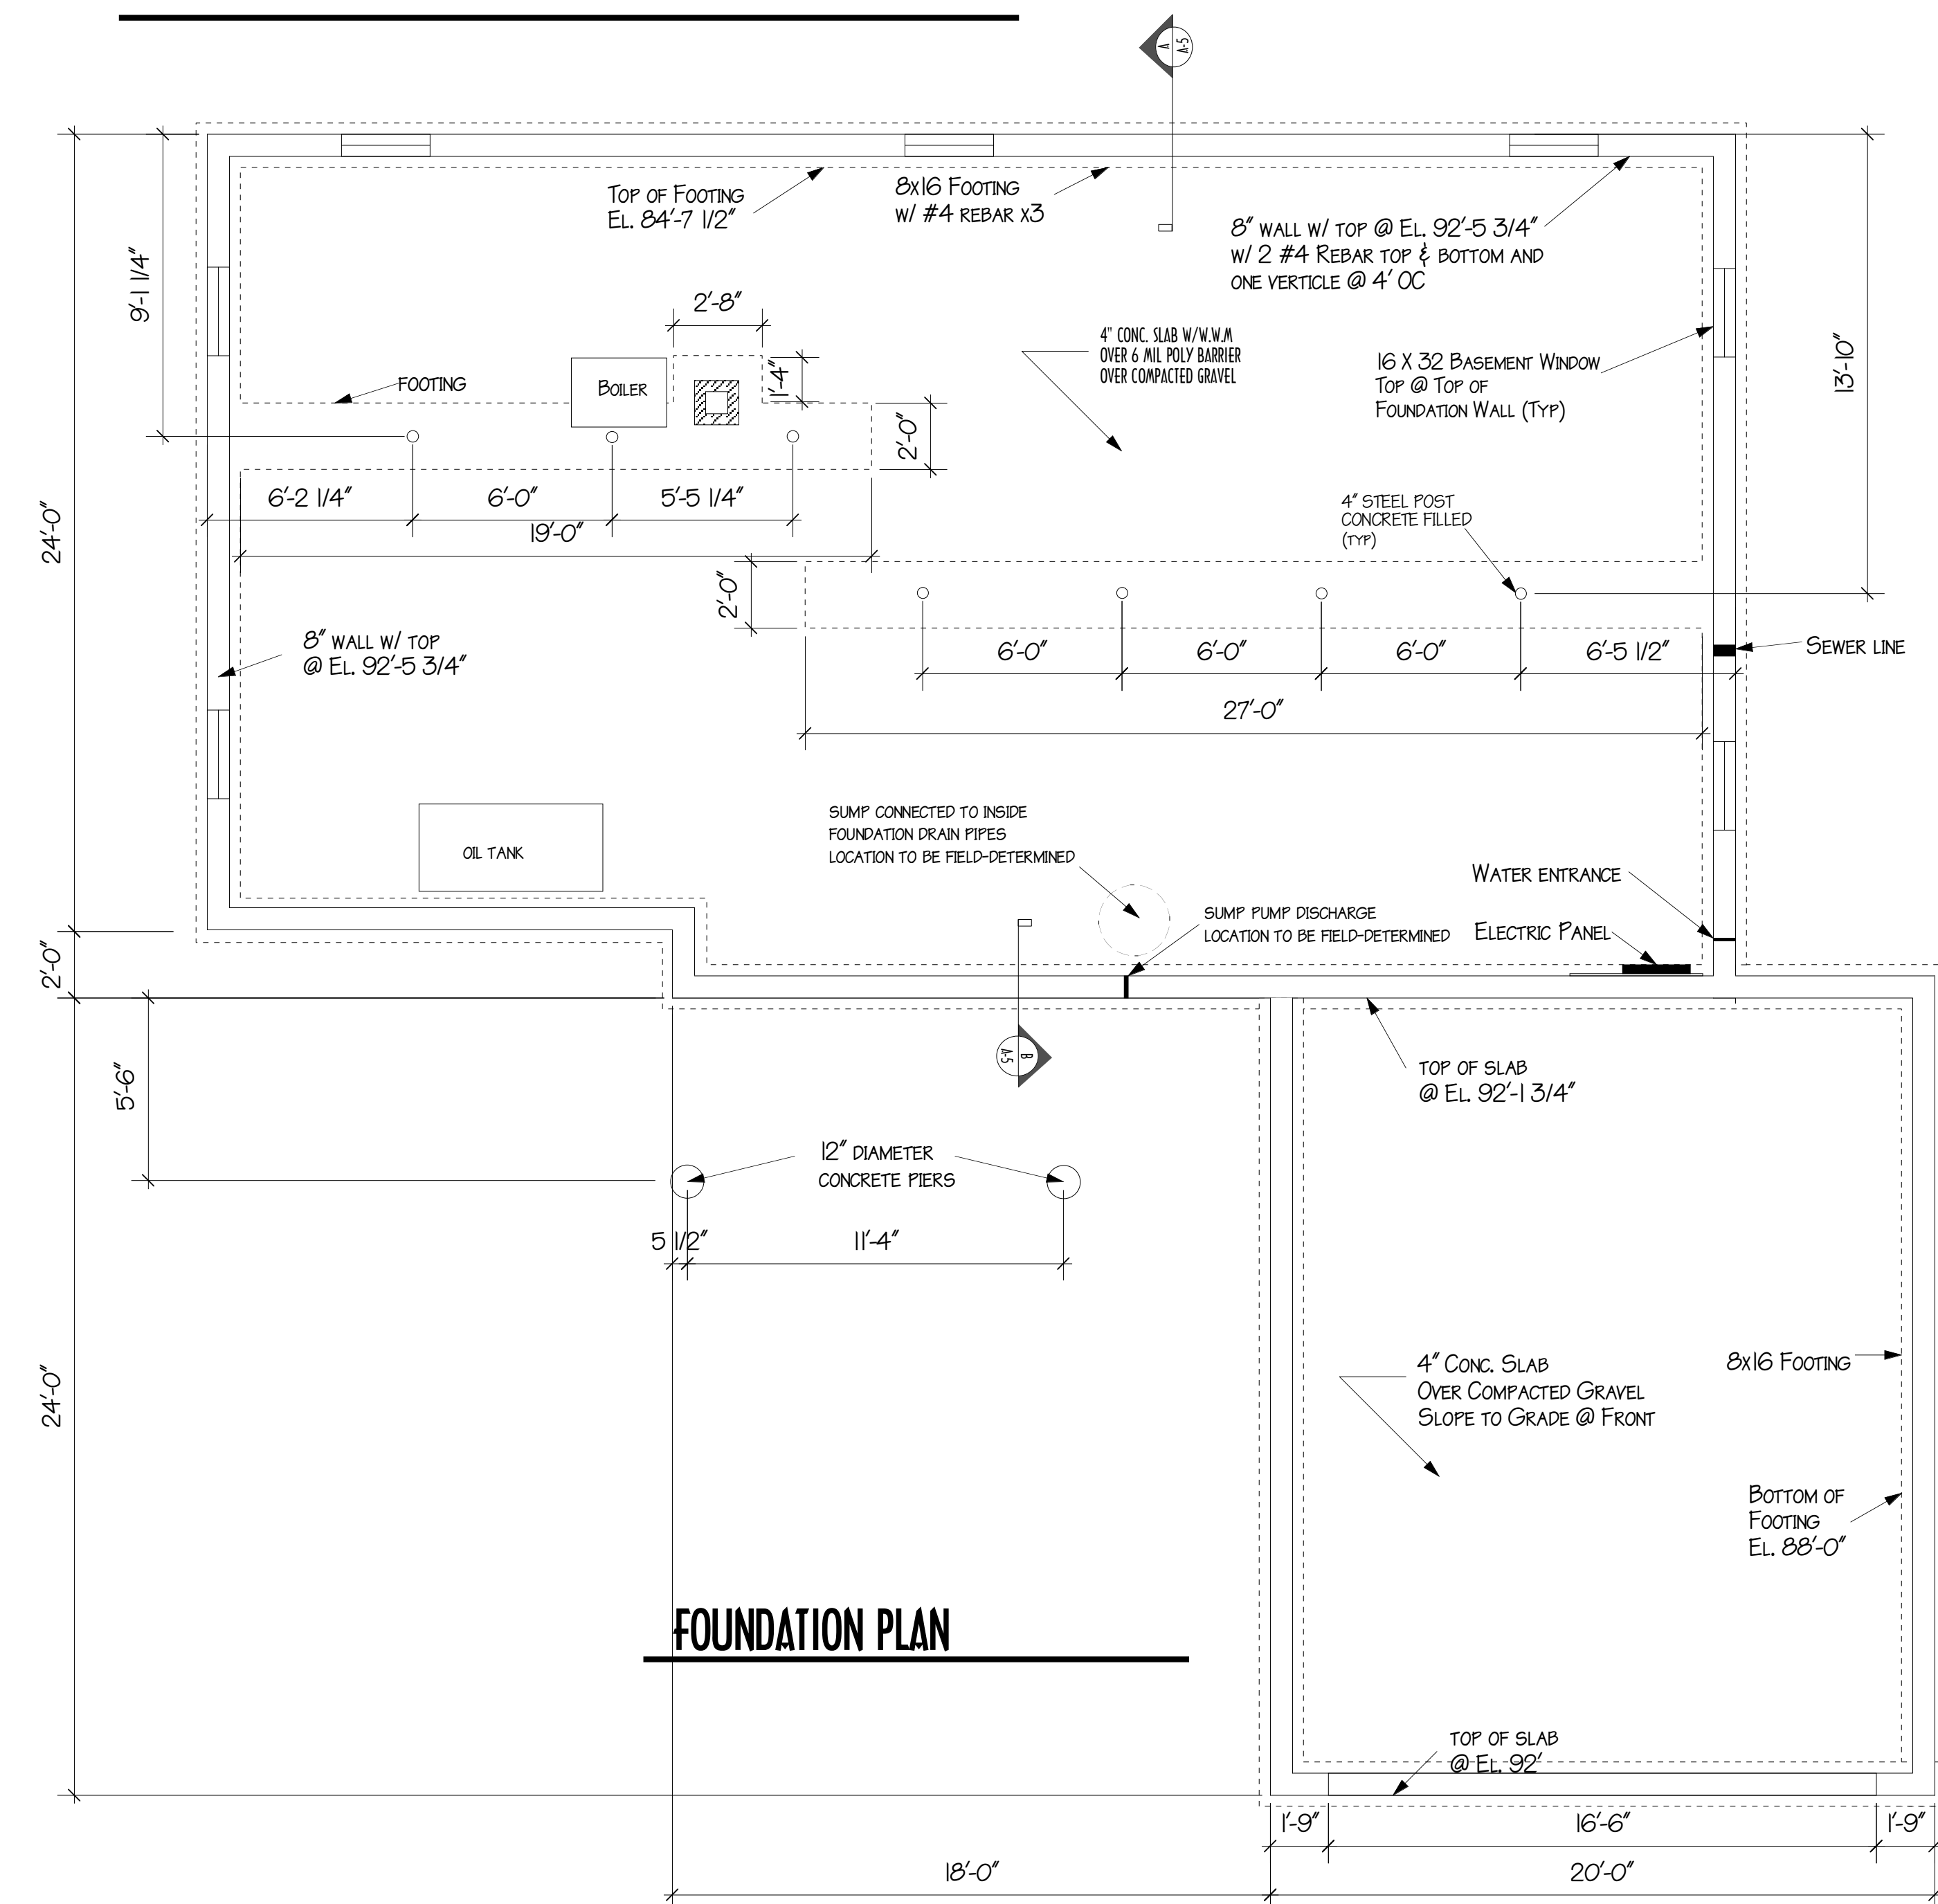 A
A-5
TOP OF FOOTING
EL. 84'-7 1/2"
8X16 FOOTING
W/ #4 REBAR X3
8" WALL W/ TOP @ EL. 92'-5 3/4"
W/ 2 #4 REBAR TOP & BOTTOM AND
ONE VERTICLE @ 4' OC
9'-1 1/4"
2'-8"
4" CONC. SLAB W/W.W.M
OVER 6 MIL POLY BARRIER
OVER COMPACTED GRAVEL
16 X 32 BASEMENT WINDOW
TOP @ TOP OF
FOUNDATION WALL (TYP)
13'-10"
FOOTING
BOILER
1'-4"
2'-0"
6'-2 1/4"
6'-0"
5'-5 1/4"
19'-0"
24'-0"
4" STEEL POST
CONCRETE FILLED
(TYP)
2'-0"
8" WALL W/ TOP
@ EL. 92'-5 3/4"
6'-0"
6'-0"
6'-0"
6'-5 1/2"
SEWER LINE
27'-0"
OIL TANK
SUMP CONNECTED TO INSIDE
FOUNDATION DRAIN PIPES
LOCATION TO BE FIELD-DETERMINED
WATER ENTRANCE
SUMP PUMP DISCHARGE
LOCATION TO BE FIELD-DETERMINED
ELECTRIC PANEL
2'-0"
B
A-5
TOP OF SLAB
@ EL. 92'-1 3/4"
5'-6"
12" DIAMETER
CONCRETE PIERS
5 1/2"
11'-4"
24'-0"
4" CONC. SLAB
OVER COMPACTED GRAVEL
SLOPE TO GRADE @ FRONT
8X16 FOOTING
BOTTOM OF
FOOTING
EL. 88'-0"
FOUNDATION PLAN
TOP OF SLAB
@ EL. 92'
1'-9"
16'-6"
1'-9"
18'-0"
20'-0"